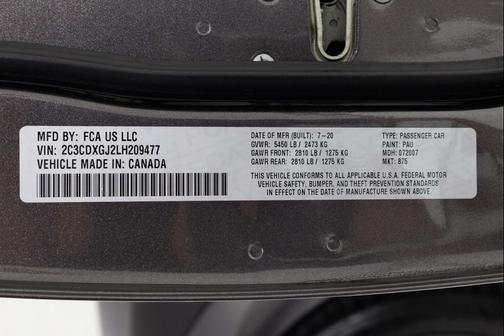 MFD BY: FCA US LLC
VIN: 2C3CDXGJ2LH209477
VEHICLE MADE IN: CANADA
DATE OF MFR (BUILT): 7-20
GVWR: 5450 LB / 2473 KG
GAWR FRONT: 2810 LB / 1275 KG
GAWR REAR: 2810 LB / 1275 KG
TYPE: PASSENGER CAR
PAINT: PAU
MDH: 072007
MKT: 875
THIS VEHICLE CONFORMS TO ALL APPLICABLE U.S.A. FEDERAL MOTOR
VEHICLE SAFETY, BUMPER, AND THEFT PREVENTION STANDARDS
IN EFFECT ON THE DATE OF MANUFACTURE SHOWN ABOVE.